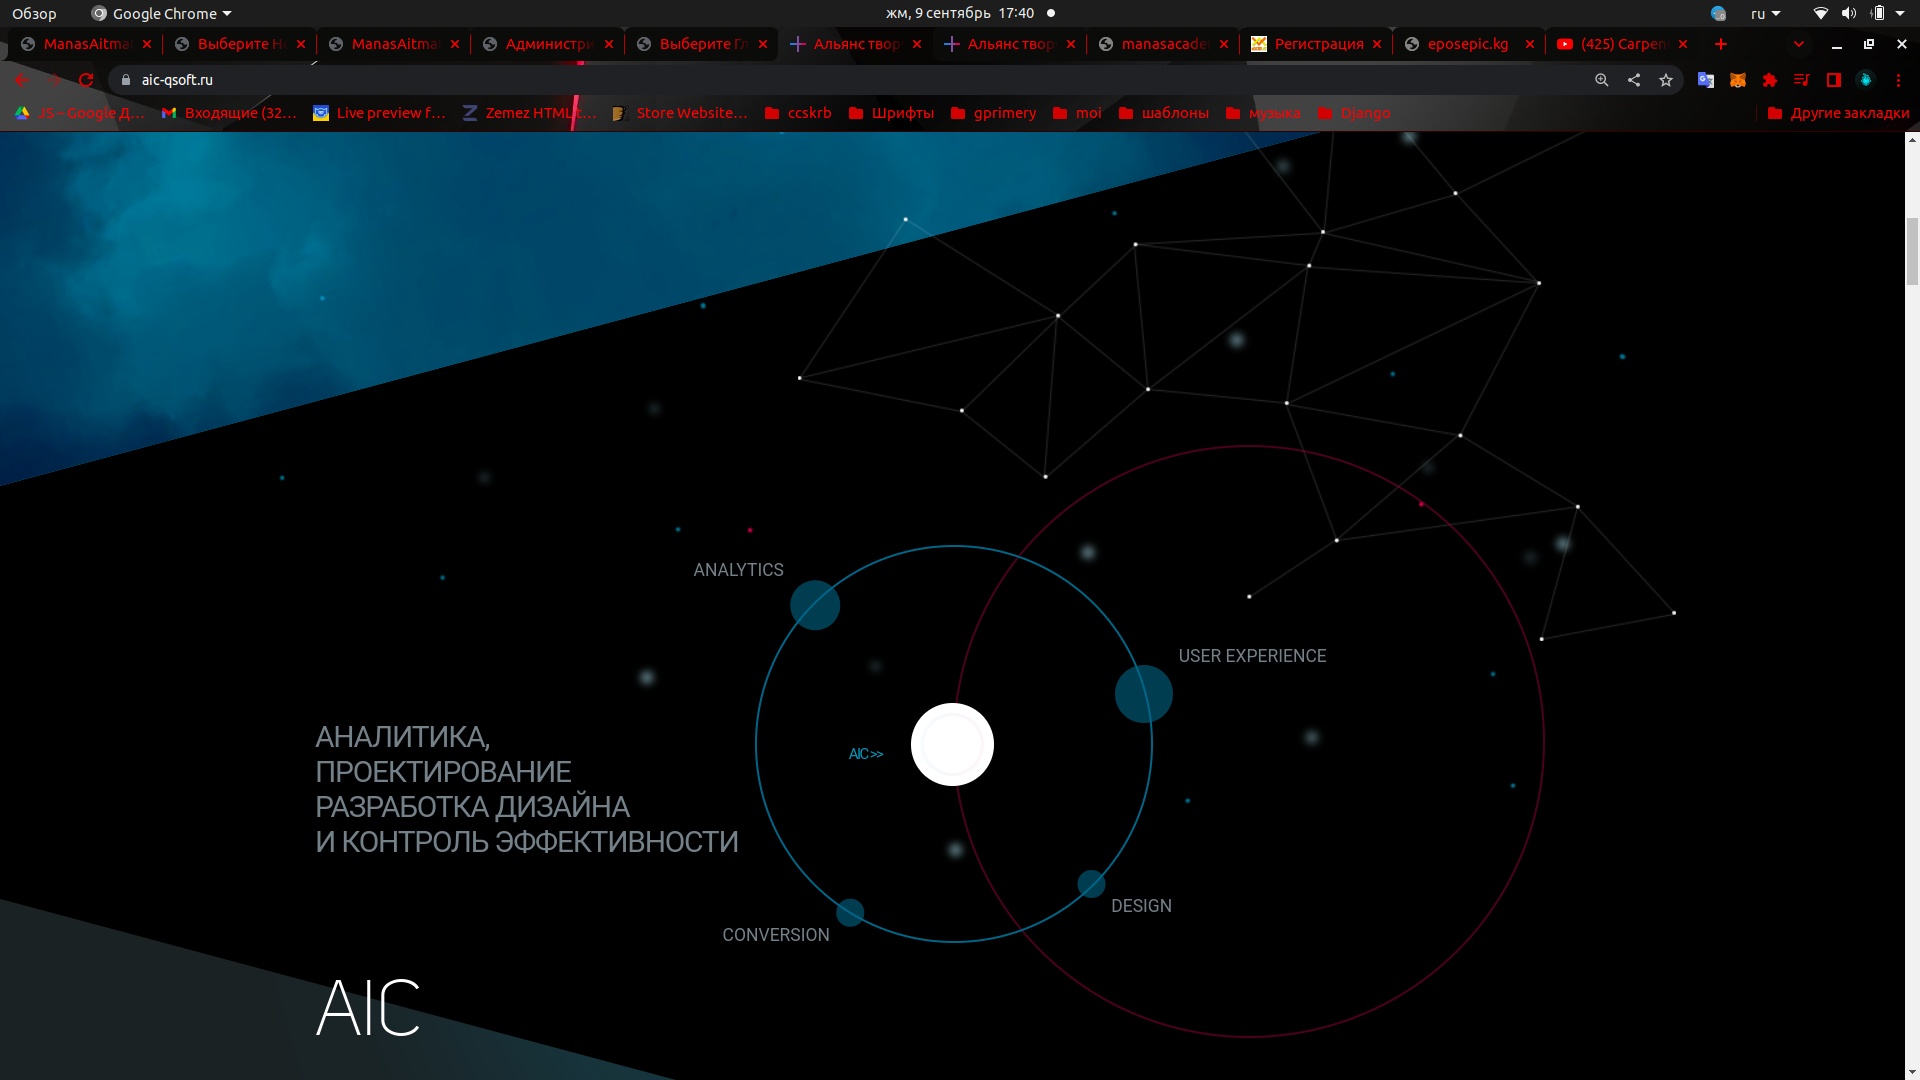 Обзор
Google Chrome
жм, 9 сентябрь 17:40
ru
ManasAitma
Выберите Н
ManasAitma
Администри
Выберите Гл
Альянс твор
Альянс твор
manasacade
Регистрация
eposepic.kg
(425) Carpen
aic-qsoft.ru
JS – Google Д…
Входящие (32…
Live preview f…
Zemez HTML t…
Store Website…
ccskrb
Шрифты
gprimery
moi
шаблоны
музыка
Django
Другие закладки
ANALYTICS
USER EXPERIENCE
АНАЛИТИКА,
ПРОЕКТИРОВАНИЕ
РАЗРАБОТКА ДИЗАЙНА
И КОНТРОЛЬ ЭФФЕКТИВНОСТИ
AIC >>
DESIGN
CONVERSION
AIC